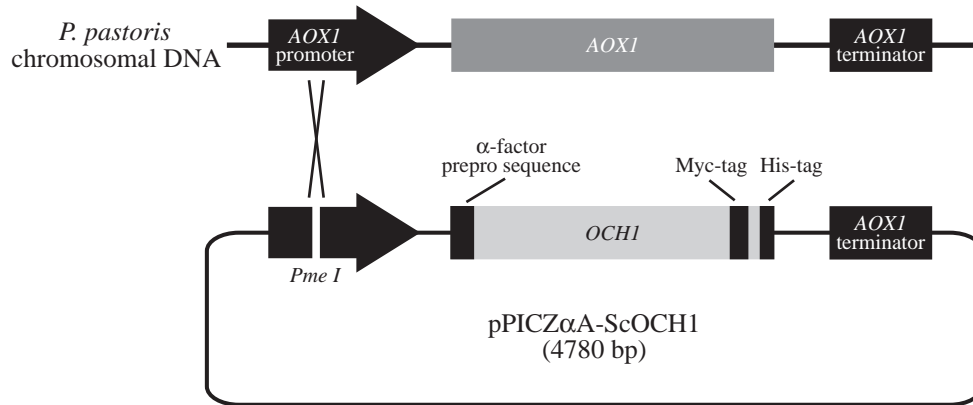 P. pastoris
chromosomal DNA
AOX1
promoter
AOX1
AOX1
terminator
α-factor
prepro sequence
Myc-tag
His-tag
OCH1
AOX1
terminator
Pme I
pPICZαA-ScOCH1
(4780 bp)